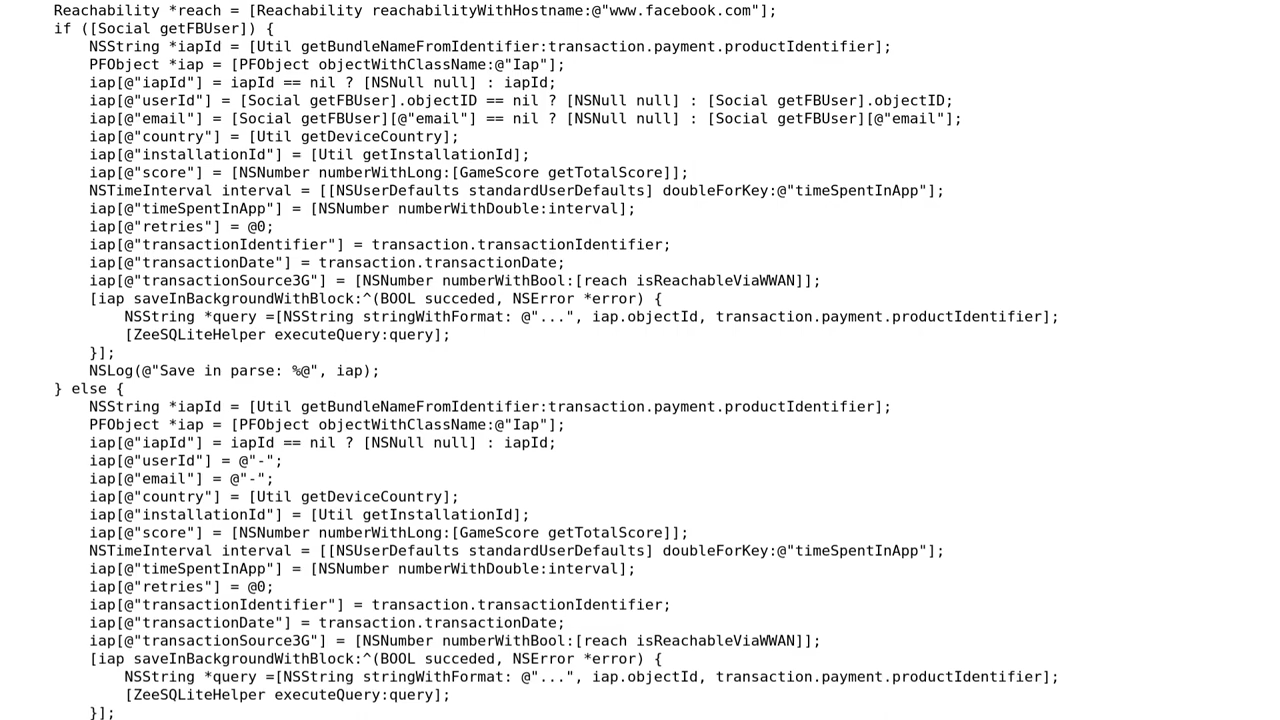 Reachability *reach = [Reachability reachabilityWithHostname:@"www.facebook.com"];
if ([Social getFBUser]) {
    NSString *iapId = [Util getBundleNameFromIdentifier:transaction.payment.productIdentifier];
    PFObject *iap = [PFObject objectWithClassName:@"Iap"];
    iap[@"iapId"] = iapId == nil ? [NSNull null] : iapId;
    iap[@"userId"] = [Social getFBUser].objectID == nil ? [NSNull null] : [Social getFBUser].objectID;
    iap[@"email"] = [Social getFBUser][@"email"] == nil ? [NSNull null] : [Social getFBUser][@"email"];
    iap[@"country"] = [Util getDeviceCountry];
    iap[@"installationId"] = [Util getInstallationId];
    iap[@"score"] = [NSNumber numberWithLong:[GameScore getTotalScore]];
    NSTimeInterval interval = [[NSUserDefaults standardUserDefaults] doubleForKey:@"timeSpentInApp"];
    iap[@"timeSpentInApp"] = [NSNumber numberWithDouble:interval];
    iap[@"retries"] = @0;
    iap[@"transactionIdentifier"] = transaction.transactionIdentifier;
    iap[@"transactionDate"] = transaction.transactionDate;
    iap[@"transactionSource3G"] = [NSNumber numberWithBool:[reach isReachableViaWWAN]];
    [iap saveInBackgroundWithBlock:^(BOOL succeded, NSError *error) {
        NSString *query =[NSString stringWithFormat: @"...", iap.objectId, transaction.payment.productIdentifier];
        [ZeeSQLiteHelper executeQuery:query];
    }];
    NSLog(@"Save in parse: %@", iap);
} else {
    NSString *iapId = [Util getBundleNameFromIdentifier:transaction.payment.productIdentifier];
    PFObject *iap = [PFObject objectWithClassName:@"Iap"];
    iap[@"iapId"] = iapId == nil ? [NSNull null] : iapId;
    iap[@"userId"] = @"-";
    iap[@"email"] = @"-";
    iap[@"country"] = [Util getDeviceCountry];
    iap[@"installationId"] = [Util getInstallationId];
    iap[@"score"] = [NSNumber numberWithLong:[GameScore getTotalScore]];
    NSTimeInterval interval = [[NSUserDefaults standardUserDefaults] doubleForKey:@"timeSpentInApp"];
    iap[@"timeSpentInApp"] = [NSNumber numberWithDouble:interval];
    iap[@"retries"] = @0;
    iap[@"transactionIdentifier"] = transaction.transactionIdentifier;
    iap[@"transactionDate"] = transaction.transactionDate;
    iap[@"transactionSource3G"] = [NSNumber numberWithBool:[reach isReachableViaWWAN]];
    [iap saveInBackgroundWithBlock:^(BOOL succeded, NSError *error) {
        NSString *query =[NSString stringWithFormat: @"...", iap.objectId, transaction.payment.productIdentifier];
        [ZeeSQLiteHelper executeQuery:query];
    }];